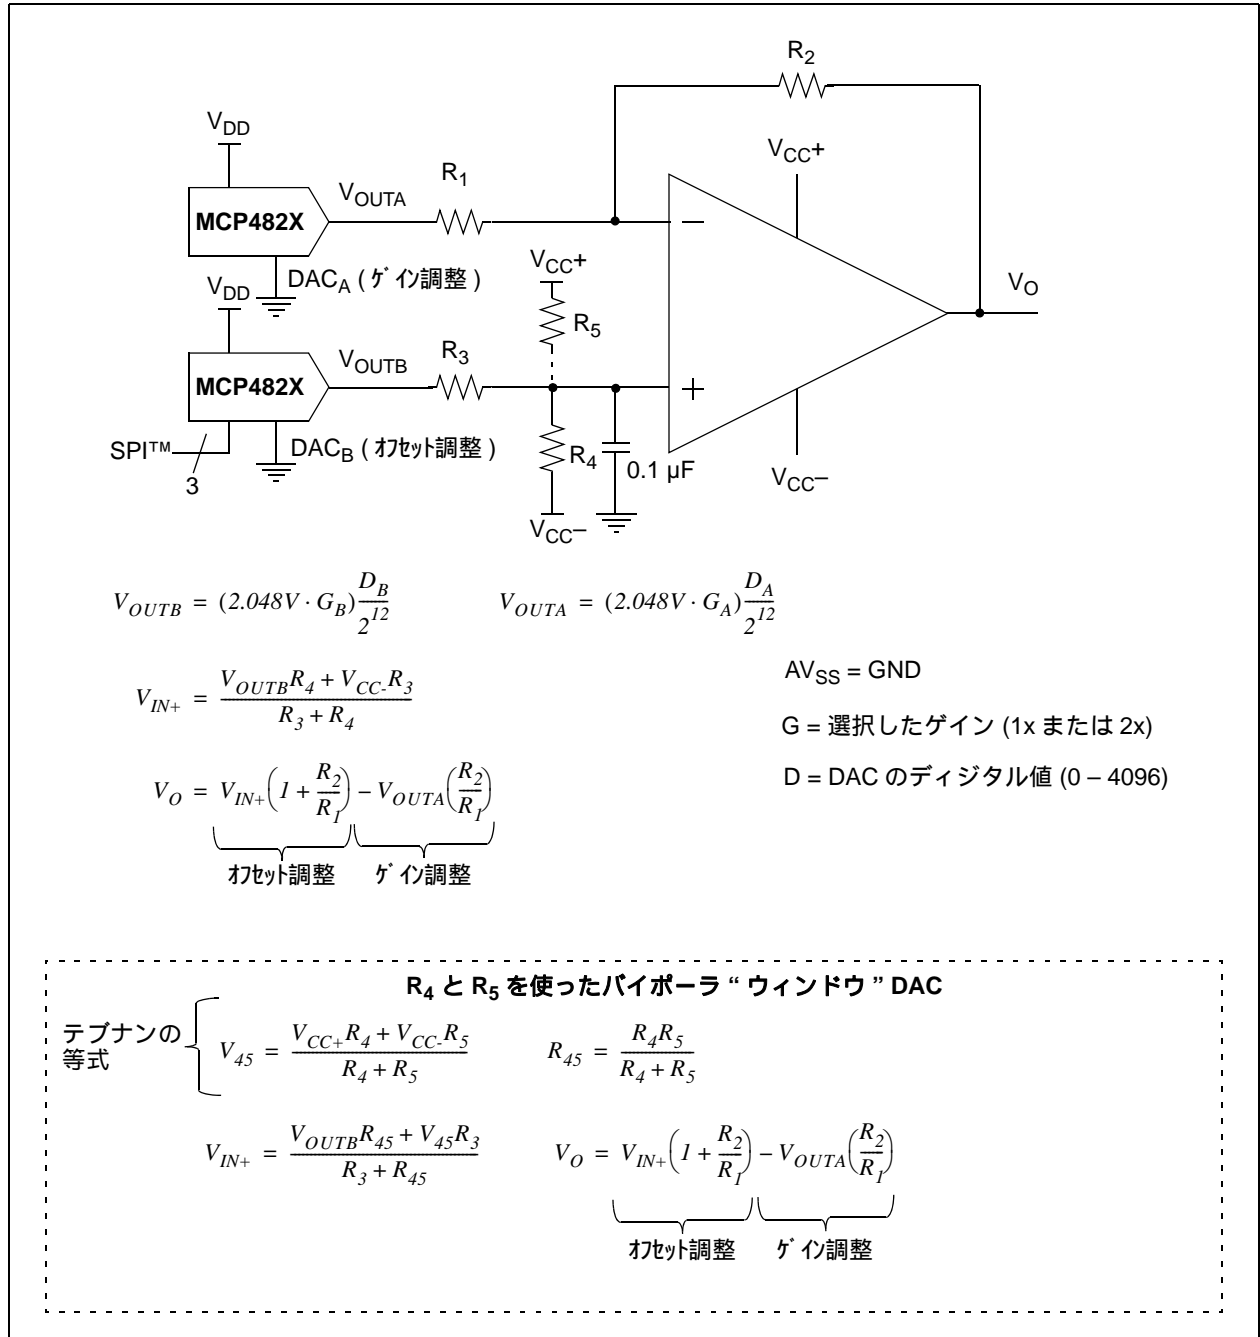 R2
VDD
VCC+
R1
VOUTA
MCP482X
VCC+
DACA ( ゲイン調整 )
VDD
VO
R5
R3
VOUTB
MCP482X
DACB ( オフセット調整 )
SPI™
3
R4
0.1 µF
VCC–
VCC–
VOUTB = (2.048V · GB) DB / 2^12
VOUTA = (2.048V · GA) DA / 2^12
AVSS = GND
VIN+ = (VOUTBR4 + VCC-R3) / (R3 + R4)
G = 選択したゲイン (1x または 2x)
D = DAC のディジタル値 (0 – 4096)
VO = VIN+(1 + R2/R1) – VOUTA(R2/R1)
オフセット調整 ゲイン調整
R4 と R5 を使ったバイポーラ “ ウィンドウ ” DAC
テブナンの
等式
V45 = (VCC+R4 + VCC-R5) / (R4 + R5)
R45 = R4R5 / (R4 + R5)
VIN+ = (VOUTBR45 + V45R3) / (R3 + R45)
VO = VIN+(1 + R2/R1) – VOUTA(R2/R1)
オフセット調整 ゲイン調整